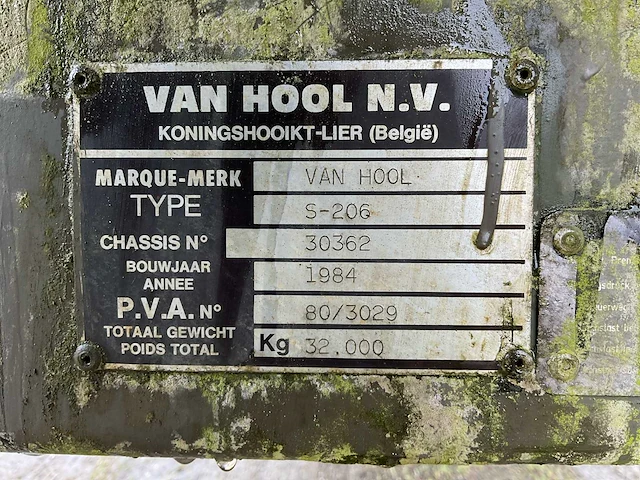 VAN HOOL N.V.
KONINGSHOOIKT-LIER (België)
MARQUE-MERK VAN HOOL
TYPE S-206
CHASSIS N° 30362
BOUWJAAR
ANNEE 1984
P.V.A. N° 80/3029
TOTAAL GEWICHT
POIDS TOTAL Kg 32.000